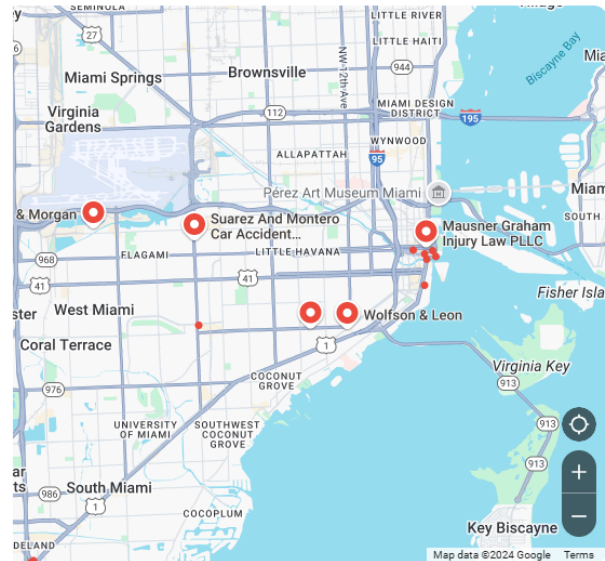 SEMINOLA
27
LITTLE RIVER
LITTLE HAITI
Biscayne Bay
Miami Springs
Brownsville
NW 12th Ave
944
Virginia
Gardens
112
MIAMI DESIGN
DISTRICT
195
WYNWOOD
ALLAPATTAH
95
Pérez Art Museum Miami
& Morgan
Suarez And Montero
Car Accident...
Mausner Graham
Injury Law PLLC
SOUTH
968
FLAGAMI
LITTLE HAVANA
41
41
41
Fisher Isla
West Miami
Wolfson & Leon
1
Coral Terrace
Virginia Key
913
976
COCONUT
GROVE
913
UNIVERSITY
OF MIAMI
SOUTHWEST
COCONUT
GROVE
913
986
South Miami
1
COCOPLUM
Key Biscayne
+
−
Map data ©2024 Google
Terms